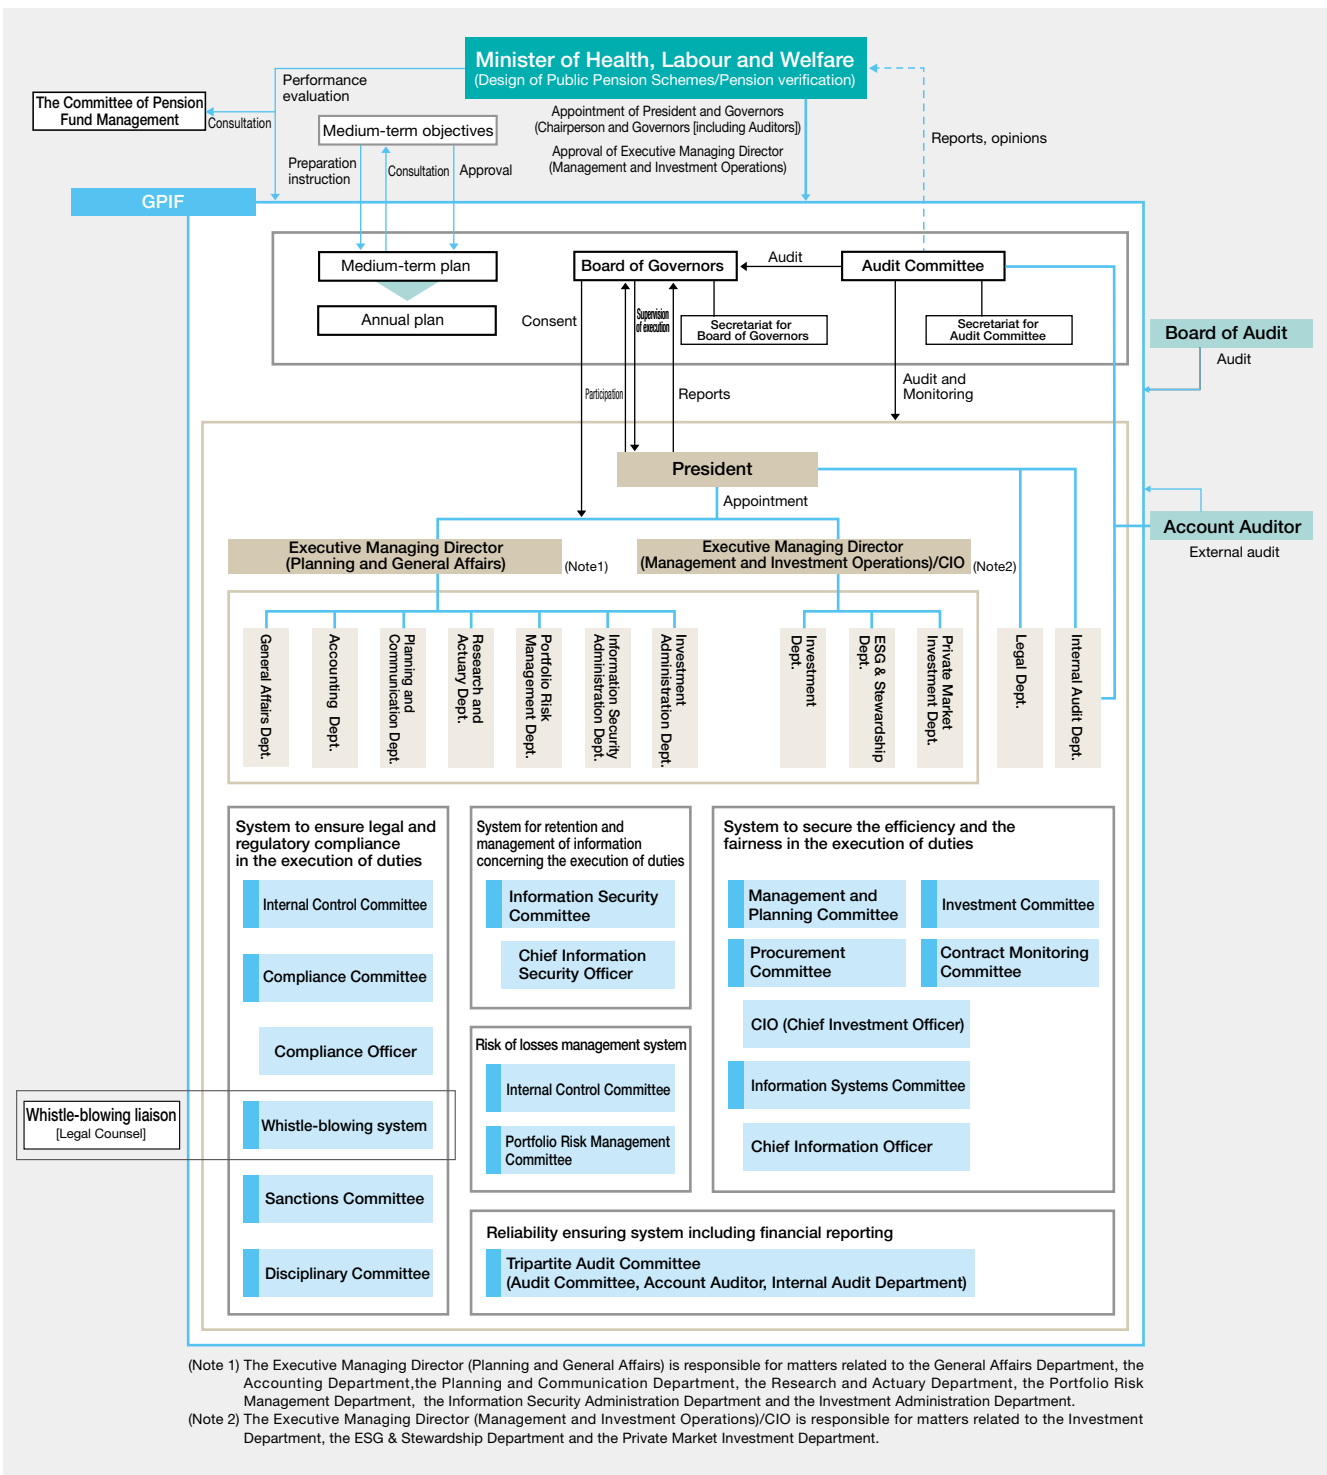 Minister of Health, Labour and Welfare
(Design of Public Pension Schemes/Pension verification)
Performance
evaluation
The Committee of Pension
Fund Management
Consultation
Medium-term objectives
Appointment of President and Governors
(Chairperson and Governors [including Auditors])
Approval of Executive Managing Director
(Management and Investment Operations)
Reports, opinions
Preparation
instruction
Consultation
Approval
GPIF
Medium-term plan
Annual plan
Board of Governors
Audit
Audit Committee
Consent
Supervision
of execution
Secretariat for
Board of Governors
Secretariat for
Audit Committee
Board of Audit
Audit
Participation
Reports
Audit and
Monitoring
President
Appointment
Account Auditor
External audit
Executive Managing Director
(Planning and General Affairs)
(Note1)
Executive Managing Director
(Management and Investment Operations)/CIO
(Note2)
General Affairs Dept.
Accounting Dept.
Planning and
Communication Dept.
Research and
Actuary Dept.
Portfolio Risk
Management Dept.
Information Security
Administration Dept.
Investment
Administration Dept.
Investment
Dept.
ESG & Stewardship
Dept.
Private Market
Investment Dept.
Legal Dept.
Internal Audit Dept.
System to ensure legal and
regulatory compliance
in the execution of duties
Internal Control Committee
Compliance Committee
Compliance Officer
Whistle-blowing liaison
[Legal Counsel]
Whistle-blowing system
Sanctions Committee
Disciplinary Committee
System for retention and
management of information
concerning the execution of duties
Information Security
Committee
Chief Information
Security Officer
Risk of losses management system
Internal Control Committee
Portfolio Risk Management
Committee
System to secure the efficiency and the
fairness in the execution of duties
Management and
Planning Committee
Investment Committee
Procurement
Committee
Contract Monitoring
Committee
CIO (Chief Investment Officer)
Information Systems Committee
Chief Information Officer
Reliability ensuring system including financial reporting
Tripartite Audit Committee
(Audit Committee, Account Auditor, Internal Audit Department)
(Note 1) The Executive Managing Director (Planning and General Affairs) is responsible for matters related to the General Affairs Department, the
Accounting Department,the Planning and Communication Department, the Research and Actuary Department, the Portfolio Risk
Management Department, the Information Security Administration Department and the Investment Administration Department.
(Note 2) The Executive Managing Director (Management and Investment Operations)/CIO is responsible for matters related to the Investment
Department, the ESG & Stewardship Department and the Private Market Investment Department.